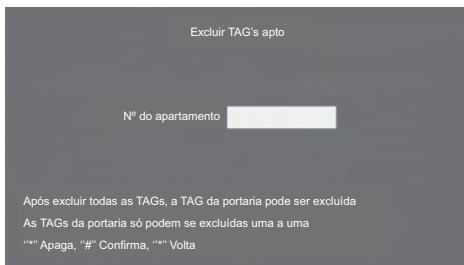 Excluir TAG's apto
Nº do apartamento
Após excluir todas as TAGs, a TAG da portaria pode ser excluída
As TAGs da portaria só podem se excluídas uma a uma
"*" Apaga, "#" Confirma, "*" Volta